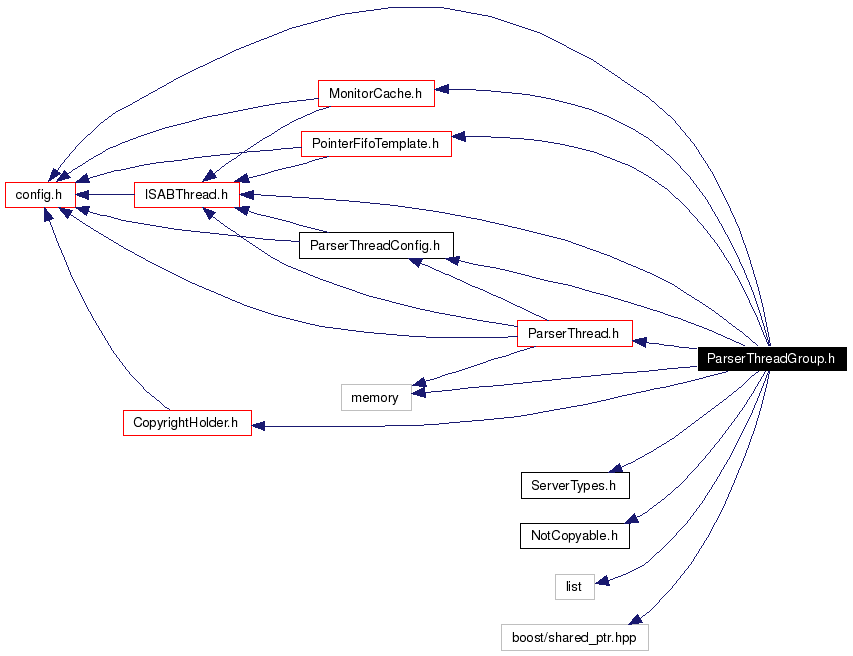 MonitorCache.h
PointerFifoTemplate.h
config.h
ISABThread.h
ParserThreadConfig.h
ParserThread.h
ParserThreadGroup.h
memory
CopyrightHolder.h
ServerTypes.h
NotCopyable.h
list
boost/shared_ptr.hpp